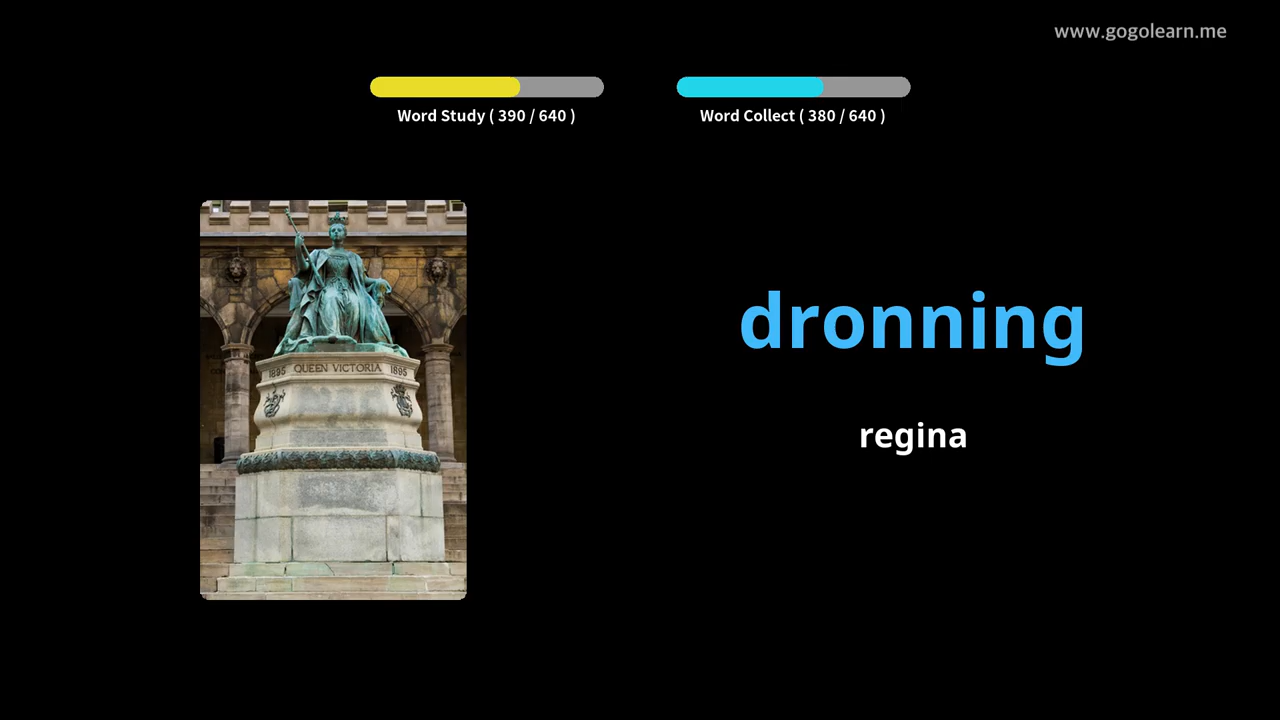 www.gogolearn.me
Word Study ( 390 / 640 )
Word Collect ( 380 / 640 )
1895 QUEEN VICTORIA 1895
dronning
regina